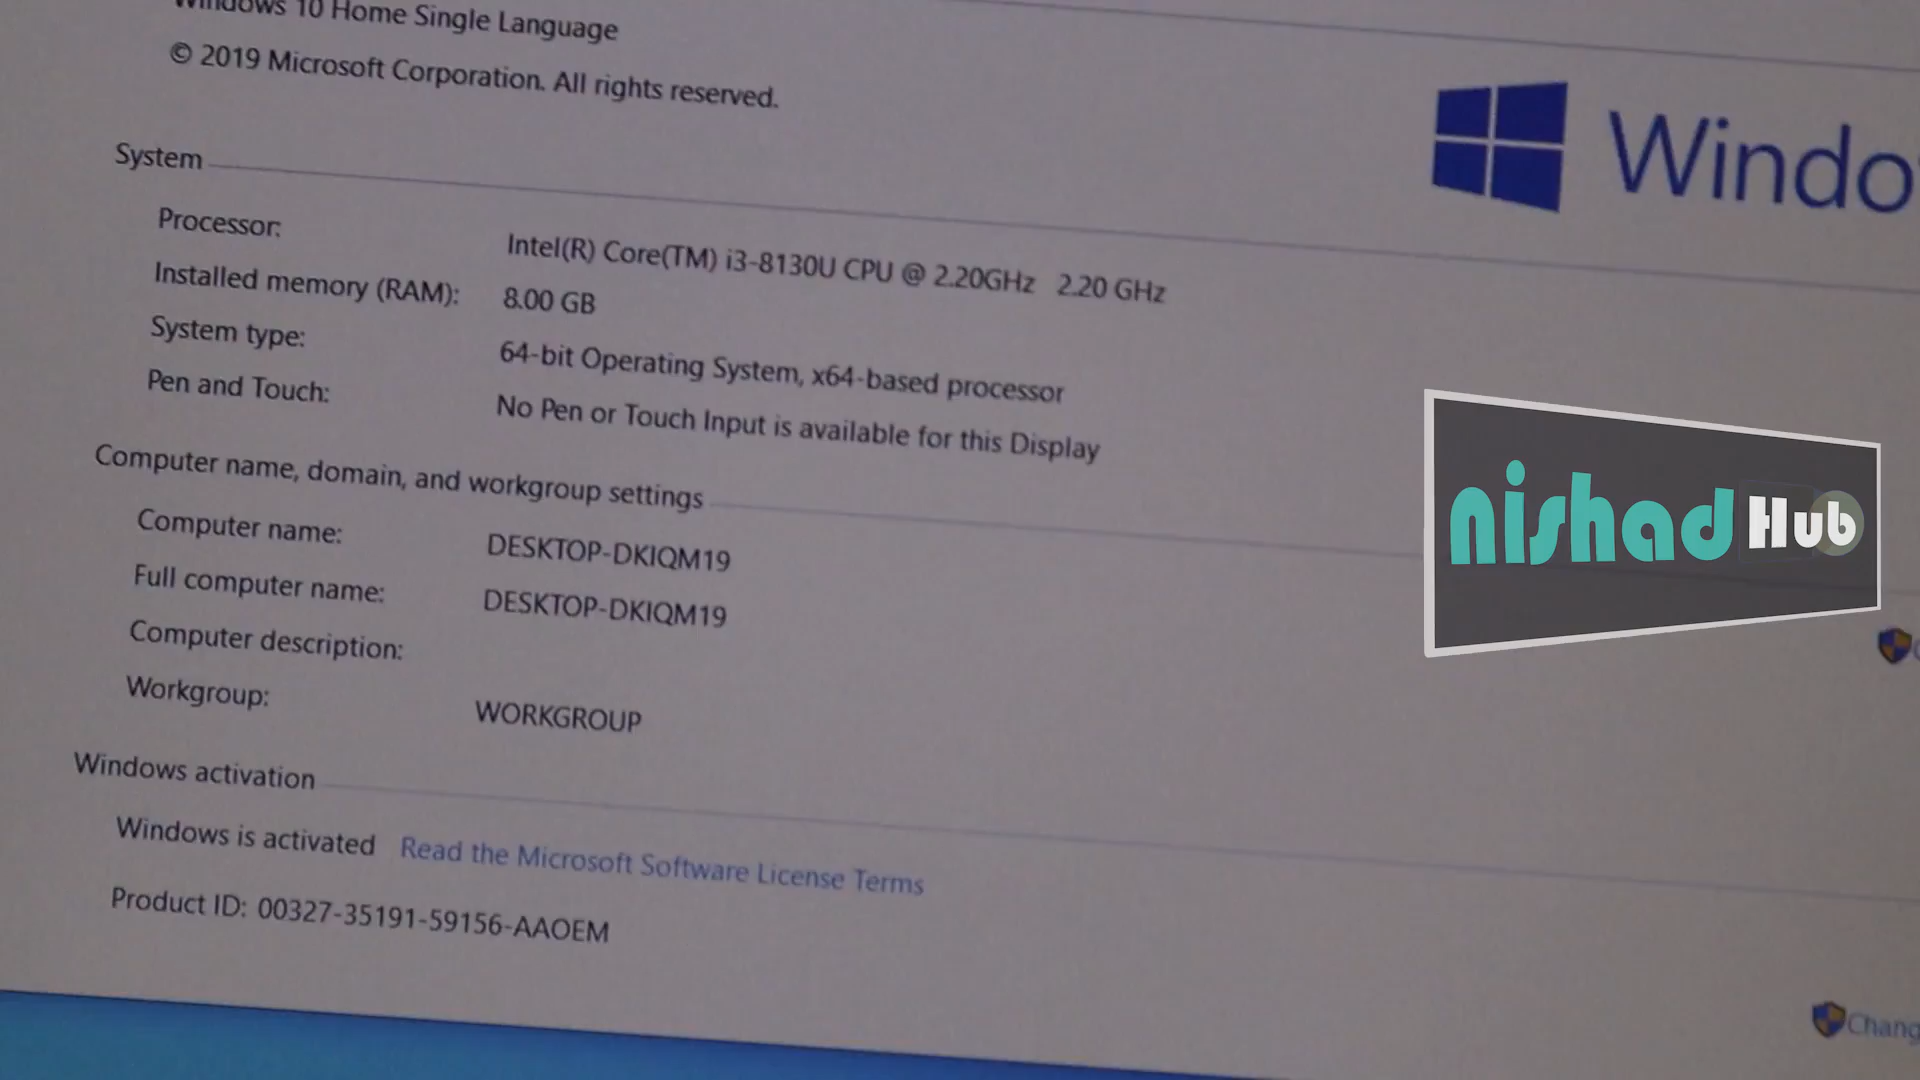 Windows 10 Home Single Language
© 2019 Microsoft Corporation. All rights reserved.
Windo
System
Processor: Intel(R) Core(TM) i3-8130U CPU @ 2.20GHz 2.20 GHz
Installed memory (RAM): 8.00 GB
System type: 64-bit Operating System, x64-based processor
Pen and Touch: No Pen or Touch Input is available for this Display
nishad Hub
Computer name, domain, and workgroup settings
Computer name: DESKTOP-DKIQM19
Full computer name: DESKTOP-DKIQM19
Computer description:
Workgroup: WORKGROUP
Windows activation
Windows is activated Read the Microsoft Software License Terms
Product ID: 00327-35191-59156-AAOEM
Chang